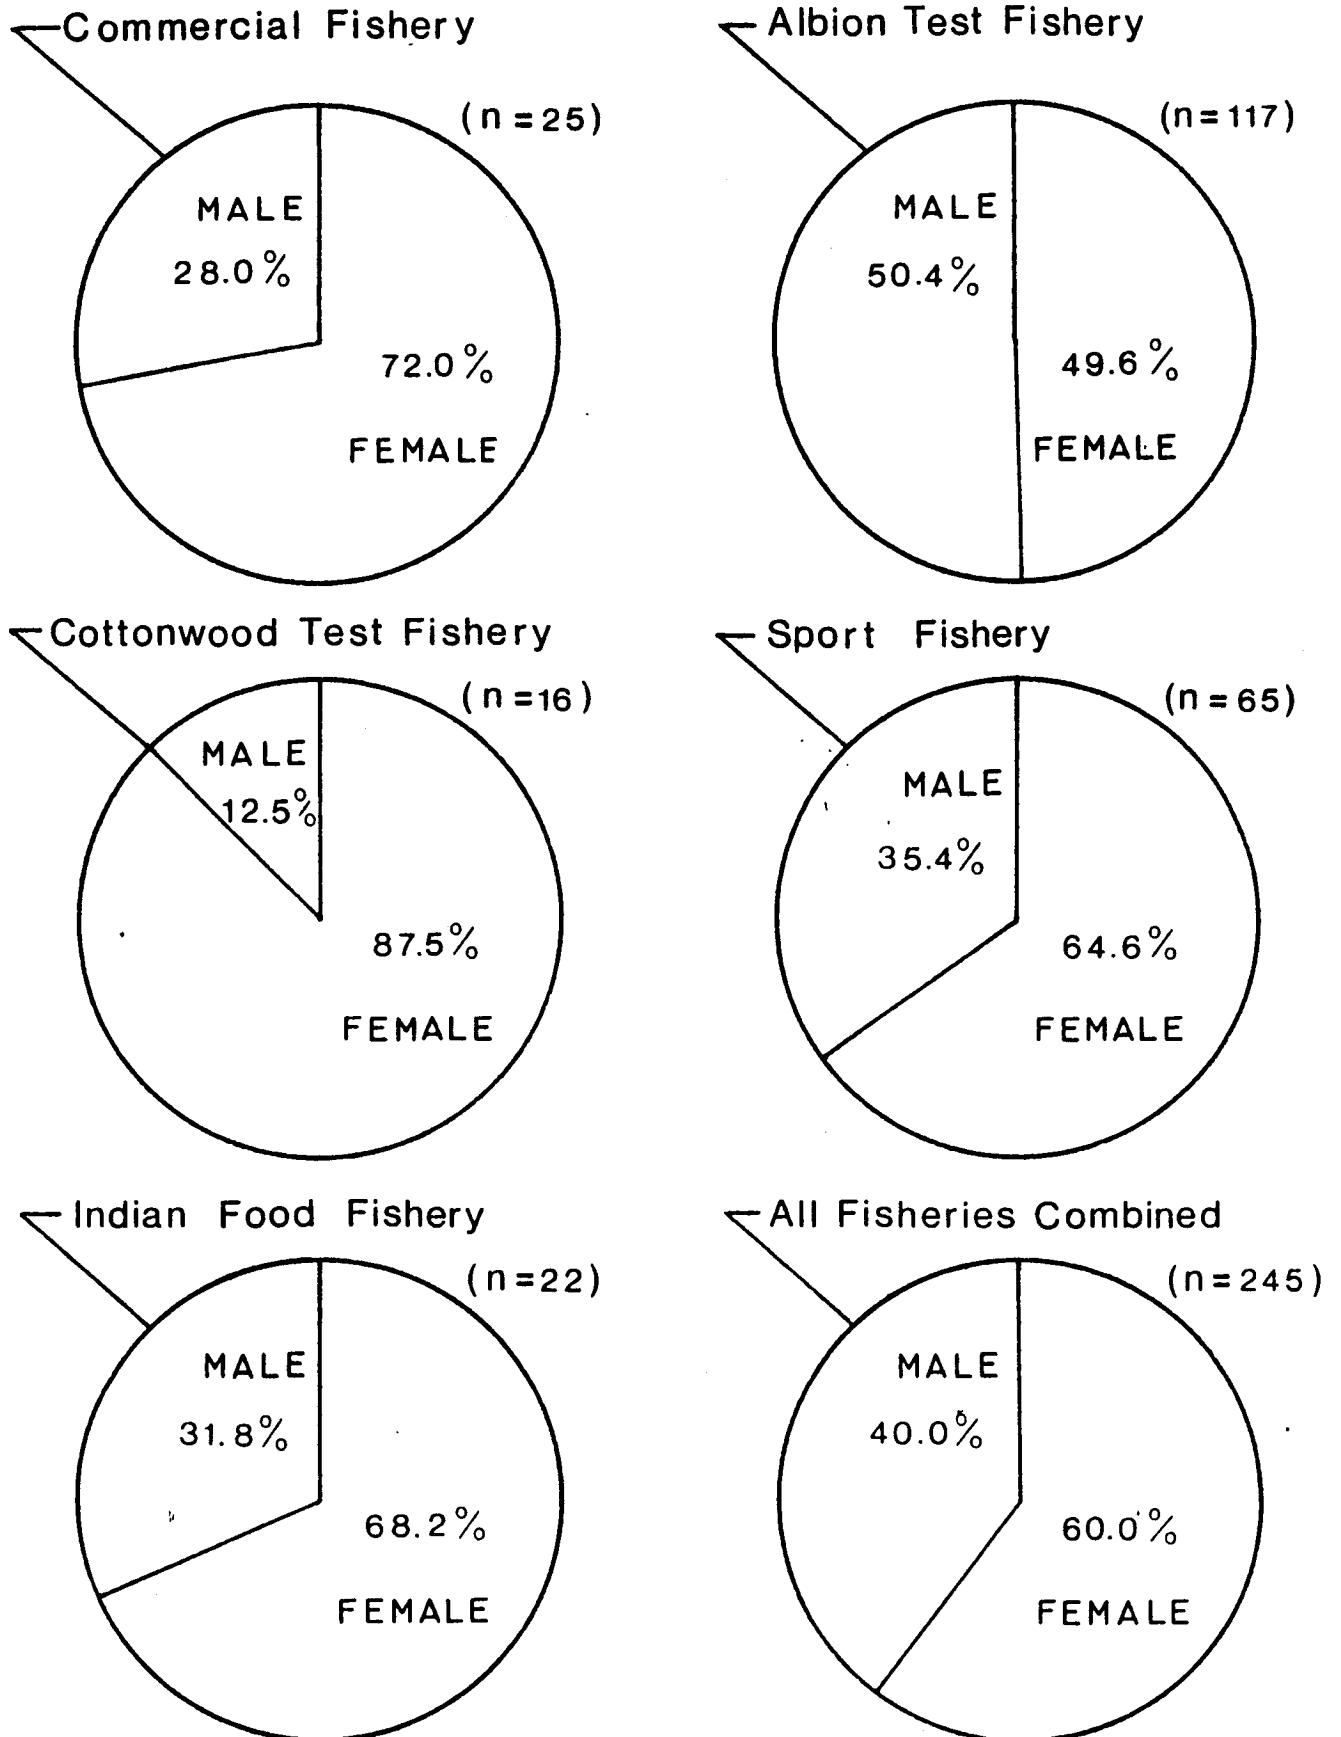 Commercial Fishery
(n=25)
MALE
28.0%
72.0%
FEMALE
Albion Test Fishery
(n=117)
MALE
50.4%
49.6%
FEMALE
Cottonwood Test Fishery
(n=16)
MALE
12.5%
87.5%
FEMALE
Sport Fishery
(n=65)
MALE
35.4%
64.6%
FEMALE
Indian Food Fishery
(n=22)
MALE
31.8%
68.2%
FEMALE
All Fisheries Combined
(n=245)
MALE
40.0%
60.0%
FEMALE